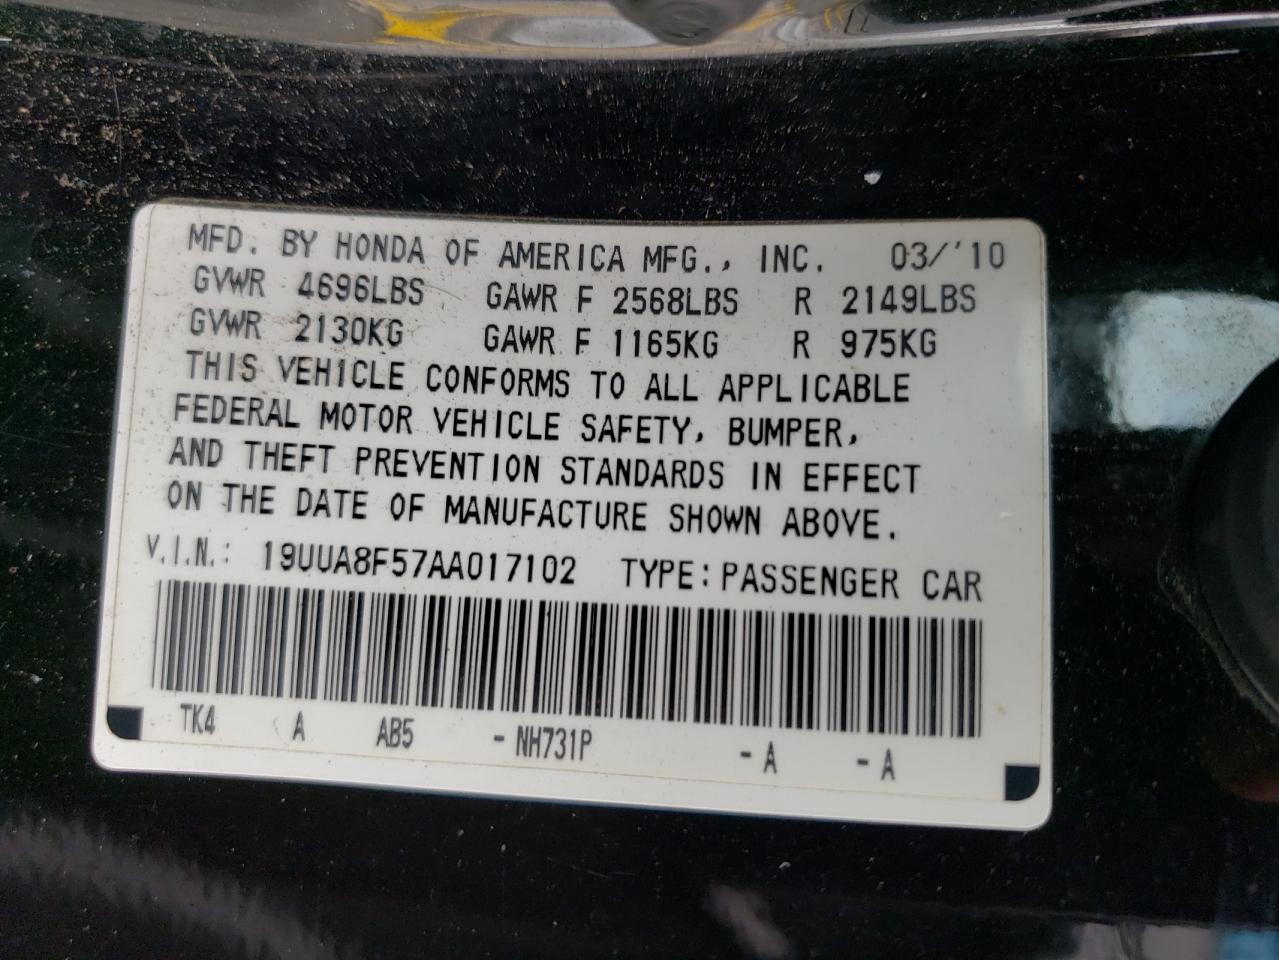 MFD. BY HONDA OF AMERICA MFG., INC. 03/'10
GVWR 4696LBS GAWR F 2568LBS R 2149LBS
GVWR 2130KG GAWR F 1165KG R 975KG
THIS VEHICLE CONFORMS TO ALL APPLICABLE
FEDERAL MOTOR VEHICLE SAFETY, BUMPER,
AND THEFT PREVENTION STANDARDS IN EFFECT
ON THE DATE OF MANUFACTURE SHOWN ABOVE.
V.I.N.: 19UUA8F57AA017102 TYPE: PASSENGER CAR
TK4 A AB5 - NH731P - A - A